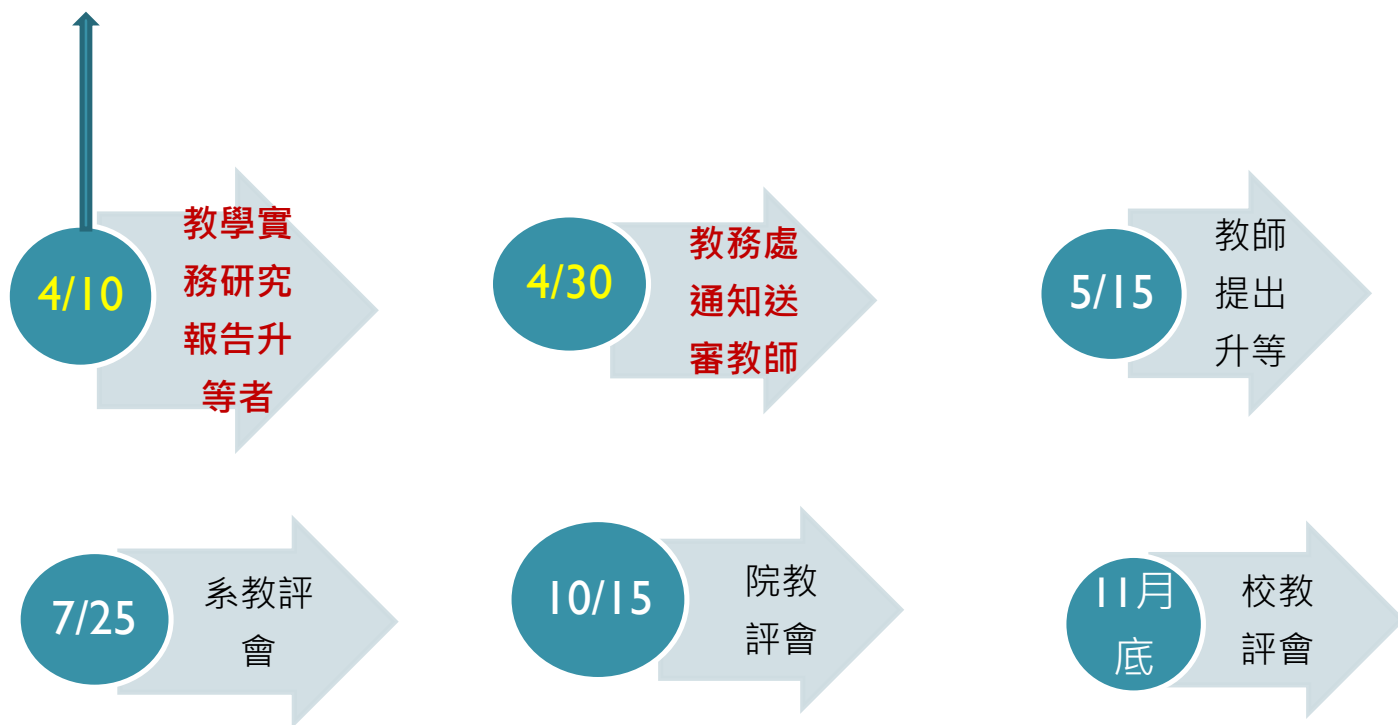 4/10
教學實
務研究
報告升
等者
4/30
教務處
通知送
審教師
5/15
教師
提出
升等
7/25
系教評
會
10/15
院教
評會
11月
底
校教
評會